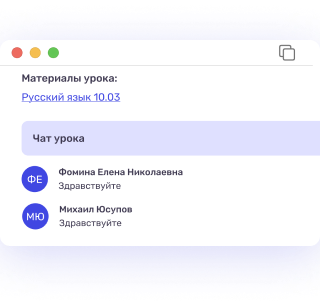 Материалы урока:
Русский язык 10.03
Чат урока
ФЕ
Фомина Елена Николаевна
Здравствуйте
МЮ
Михаил Юсупов
Здравствуйте